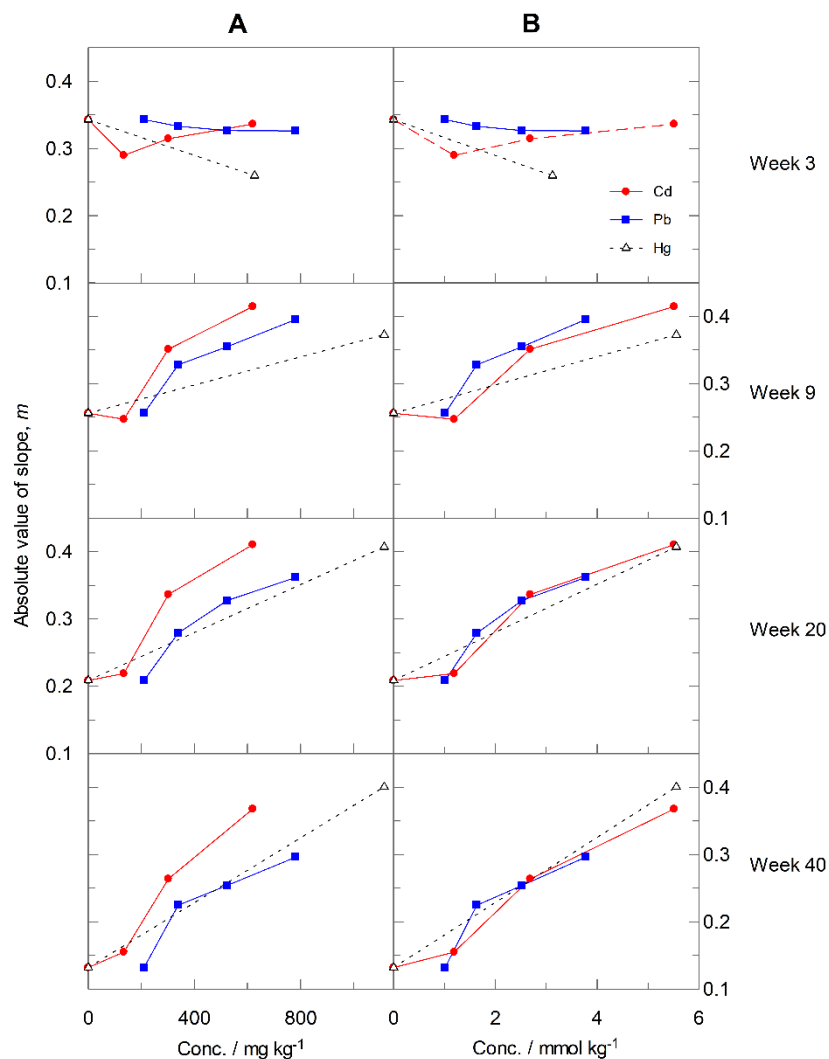 A B
0.4
0.3
0.2
0.1
Week 3
Cd
Pb
Hg
0.4
0.3
0.2
0.1
Week 9
0.4
0.3
0.2
0.1
Week 20
0.4
0.3
0.2
0.1
Week 40
Absolute value of slope, m
0 400 800 0 2 4 6
Conc. / mg kg⁻¹ Conc. / mmol kg⁻¹